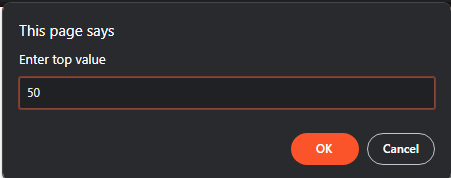 This page says
Enter top value
50
OK
Cancel